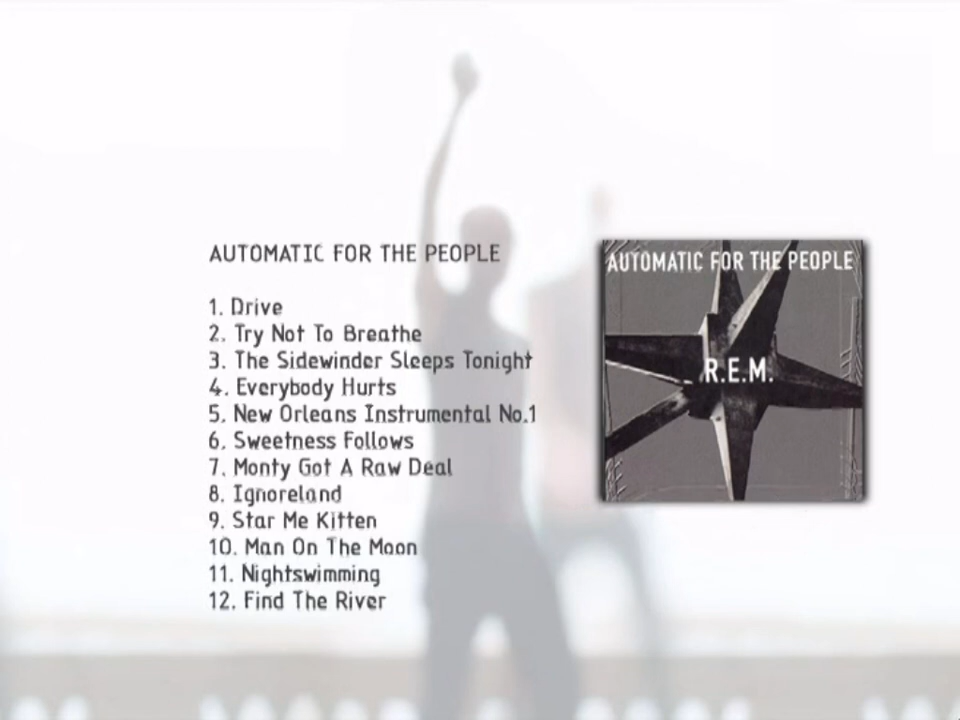 AUTOMATIC FOR THE PEOPLE
1. Drive
2. Try Not To Breathe
3. The Sidewinder Sleeps Tonight
4. Everybody Hurts
5. New Orleans Instrumental No.1
6. Sweetness Follows
7. Monty Got A Raw Deal
8. Ignoreland
9. Star Me Kitten
10. Man On The Moon
11. Nightswimming
12. Find The River
AUTOMATIC FOR THE PEOPLE
R.E.M.